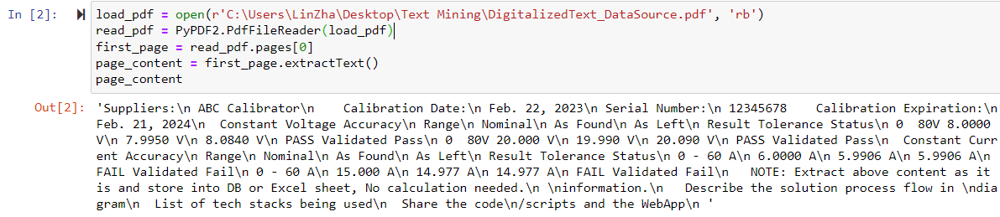 In [2]: load_pdf = open(r'C:\Users\LinZha\Desktop\Text Mining\DigitalizedText_DataSource.pdf', 'rb')
read_pdf = PyPDF2.PdfFileReader(load_pdf)
first_page = read_pdf.pages[0]
page_content = first_page.extractText()
page_content
Out[2]: 'Suppliers:\n ABC Calibrator\n    Calibration Date:\n Feb. 22, 2023\n Serial Number:\n 12345678    Calibration Expiration:\n
Feb. 21, 2024\n  Constant Voltage Accuracy\n Range\n Nominal\n As Found\n As Left\n Result Tolerance Status\n 0  80V 8.0000
V\n 7.9950 V\n 8.0840 V\n PASS Validated Pass\n 0  80V 20.000 V\n 19.990 V\n 20.090 V\n PASS Validated Pass\n  Constant Curr
ent Accuracy\n Range\n Nominal\n As Found\n As Left\n Result Tolerance Status\n 0 - 60 A\n 6.0000 A\n 5.9906 A\n 5.9906 A\n
FAIL Validated Fail\n 0 - 60 A\n 15.000 A\n 14.977 A\n 14.977 A\n FAIL Validated Fail\n   NOTE: Extract above content as it
is and store into DB or Excel sheet, No calculation needed.\n \ninformation.\n   Describe the solution process flow in \ndia
gram\n  List of tech stacks being used\n  Share the code\n/scripts and the WebApp\n '